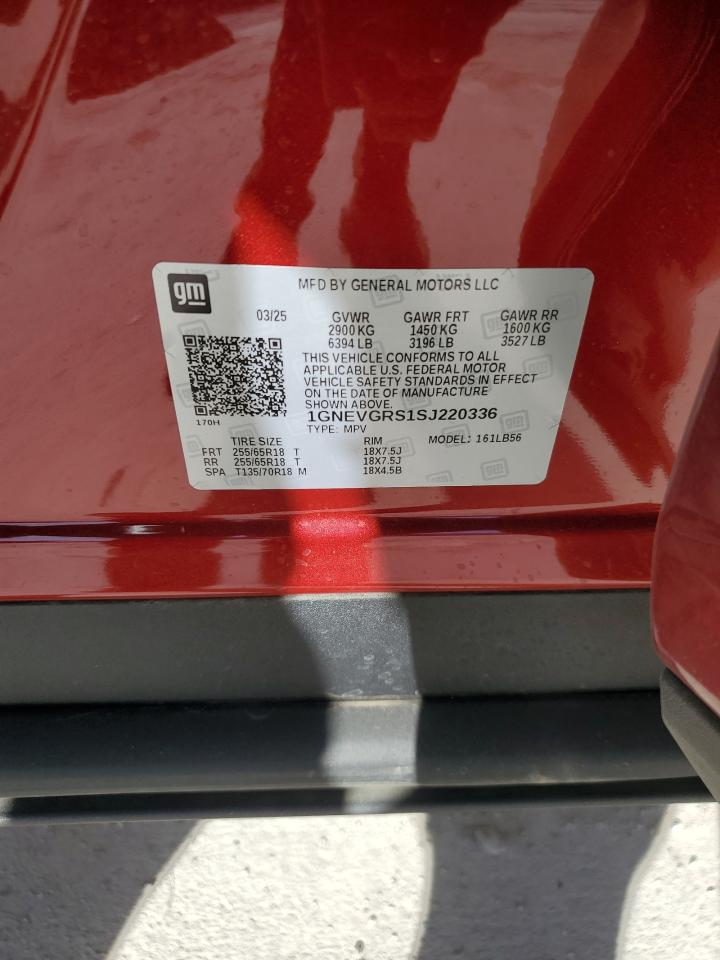 gm
MFD BY GENERAL MOTORS LLC
03/25 GVWR GAWR FRT GAWR RR
2900 KG 1450 KG 1600 KG
6394 LB 3196 LB 3527 LB
THIS VEHICLE CONFORMS TO ALL
APPLICABLE U.S. FEDERAL MOTOR
VEHICLE SAFETY STANDARDS IN EFFECT
ON THE DATE OF MANUFACTURE
SHOWN ABOVE.
170H 1GNEVGRS1SJ220336
TYPE: MPV MODEL: 161LB56
TIRE SIZE RIM
FRT 255/65R18 T 18X7.5J
RR 255/65R18 T 18X7.5J
SPA T135/70R18 M 18X4.5B